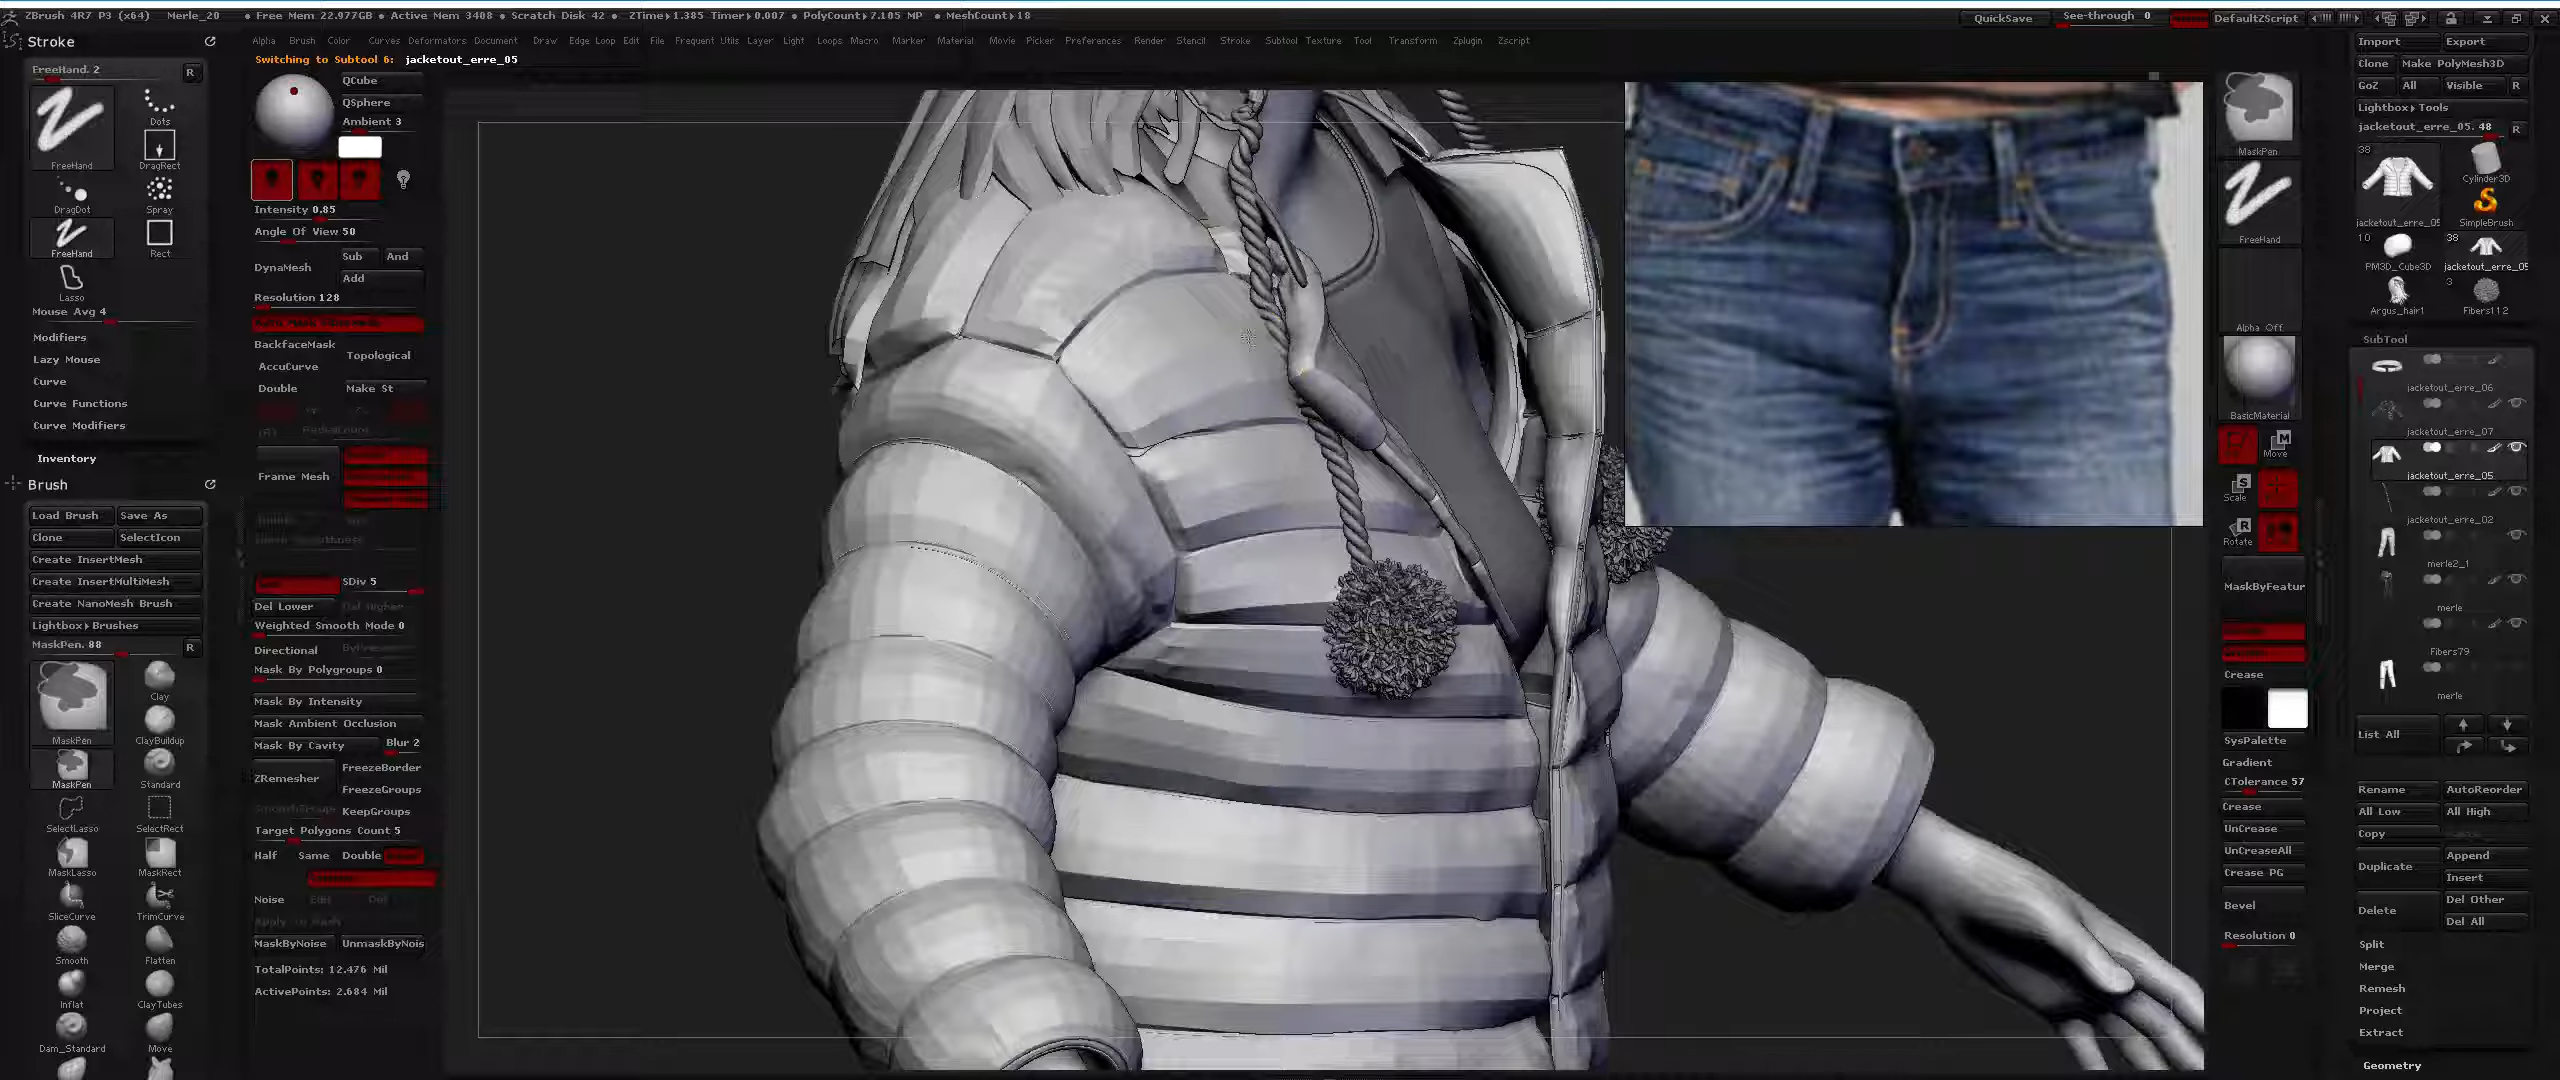 ZBrush 4R7 P3 (x64) Merle_20 • Free Mem 22.977GB • Active Mem 3408 • Scratch Disk 42 • ZTime▸1.385 Timer▸0.007 • PolyCount▸7.105 MP • MeshCount▸18
QuickSave See-through 0 DefaultZScript
Alpha Brush Color Curves Deformators Document Draw Edge Loop Edit File Frequent Utils Layer Light Loops Macro Marker Material Movie Picker Preferences Render Stencil Stroke Subtool Texture Tool Transform Zplugin Zscript
Switching to Subtool 6: jacketout_erre_05
Stroke
FreeHand. 2
R
FreeHand
Dots
DragRect
DragDot
Spray
FreeHand
Rect
Lasso
Mouse Avg 4
Modifiers
Lazy Mouse
Curve
Curve Functions
Curve Modifiers
Inventory
Brush
Load Brush Save As
Clone SelectIcon
Create InsertMesh
Create InsertMultiMesh
Create NanoMesh Brush
Lightbox▸Brushes
MaskPen. 88
R
MaskPen
Clay
ClayBuildup
MaskPen
Standard
SelectLasso
SelectRect
MaskLasso
MaskRect
SliceCurve
TrimCurve
Smooth
Flatten
Inflat
ClayTubes
Dam_Standard
Move
QCube
QSphere
Ambient 3
Intensity 0.85
Angle Of View 50
DynaMesh
Sub And
Add
Resolution 128
BackfaceMask
Topological
AccuCurve
Double Make St
Frame Mesh
SDiv 5
Del Lower
Weighted Smooth Mode 0
Directional
Mask By Polygroups 0
Mask By Intensity
Mask Ambient Occlusion
Mask By Cavity Blur 2
ZRemesher
FreezeBorder
FreezeGroups
KeepGroups
Target Polygons Count 5
Half Same Double
Noise
MaskByNoise UnmaskByNois
TotalPoints: 12.476 Mil
ActivePoints: 2.684 Mil
MaskPen
FreeHand
Alpha Off
BasicMaterial
Move
Scale
Rotate
MaskByFeatur
Crease
SysPalette
Gradient
CTolerance 57
Crease
UnCrease
UnCreaseAll
Crease PG
Bevel
Resolution 0
Import Export
Clone Make PolyMesh3D
GoZ All Visible R
Lightbox▸Tools
jacketout_erre_05. 48
R
38
jacketout_erre_05
Cylinder3D
SimpleBrush
10
PM3D_Cube3D
38
jacketout_erre_05
Argus_hair1
3
Fibers112
SubTool
jacketout_erre_06
jacketout_erre_07
jacketout_erre_05
jacketout_erre_02
merle2_1
merle
Fibers79
merle
List All
Rename AutoReorder
All Low All High
Copy
Duplicate
Append
Insert
Delete
Del Other
Del All
Split
Merge
Remesh
Project
Extract
Geometry